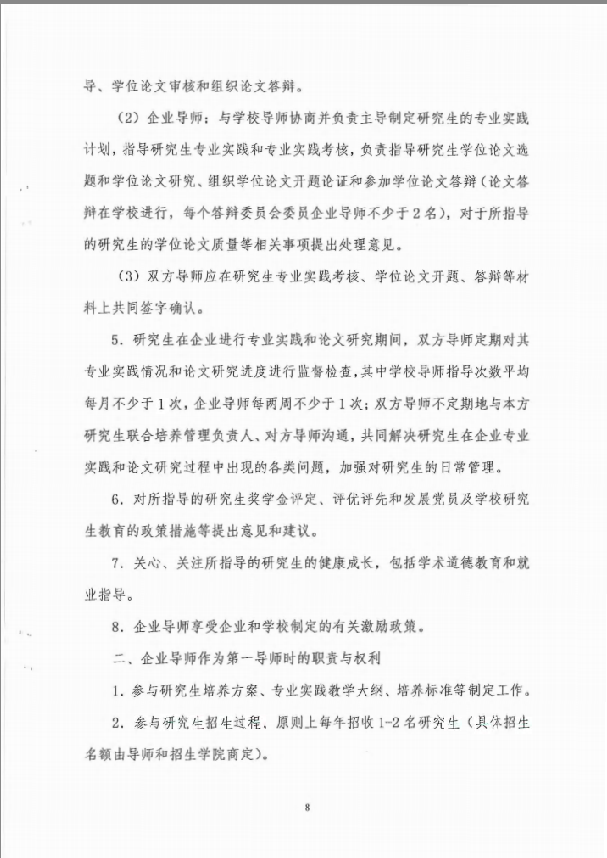 导、学位论文审核和组织论文答辩。
（2）企业导师：与学校导师协商并负责主导制定研究生的专业实践
计划，指导研究生专业实践和专业实践考核，负责指导研究生学位论文选
题和学位论文研究、组织学位论文开题论证和参加学位论文答辩（论文答
辩在学校进行，每个答辩委员会委员企业导师不少于2名），对于所指导
的研究生的学位论文质量等相关事项提出处理意见。
（3）双方导师应在研究生专业实践考核、学位论文开题、答辩等材
料上共同签字确认。
5．研究生在企业进行专业实践和论文研究期间，双方导师定期对其
专业实践情况和论文研究进度进行监督检查，其中学校导师指导次数平均
每月不少于1次，企业导师每两周不少于1次；双方导师不定期地与本方
研究生联合培养管理负责人、对方导师沟通，共同解决研究生在企业专业
实践和论文研究过程中出现的各类问题，加强对研究生的日常管理。
6．对所指导的研究生奖学金评定、评优评先和发展党员及学校研究
生教育的政策措施等提出意见和建议。
7．关心、关注所指导的研究生的健康成长，包括学术道德教育和就
业指导。
8．企业导师享受企业和学校制定的有关激励政策。
二、企业导师作为第一导师时的职责与权利
1．参与研究生培养方案、专业实践教学大纲、培养标准等制定工作。
2．参与研究生招生过程，原则上每年招收1-2名研究生（具体招生
名额由导师和招生学院商定）。
8